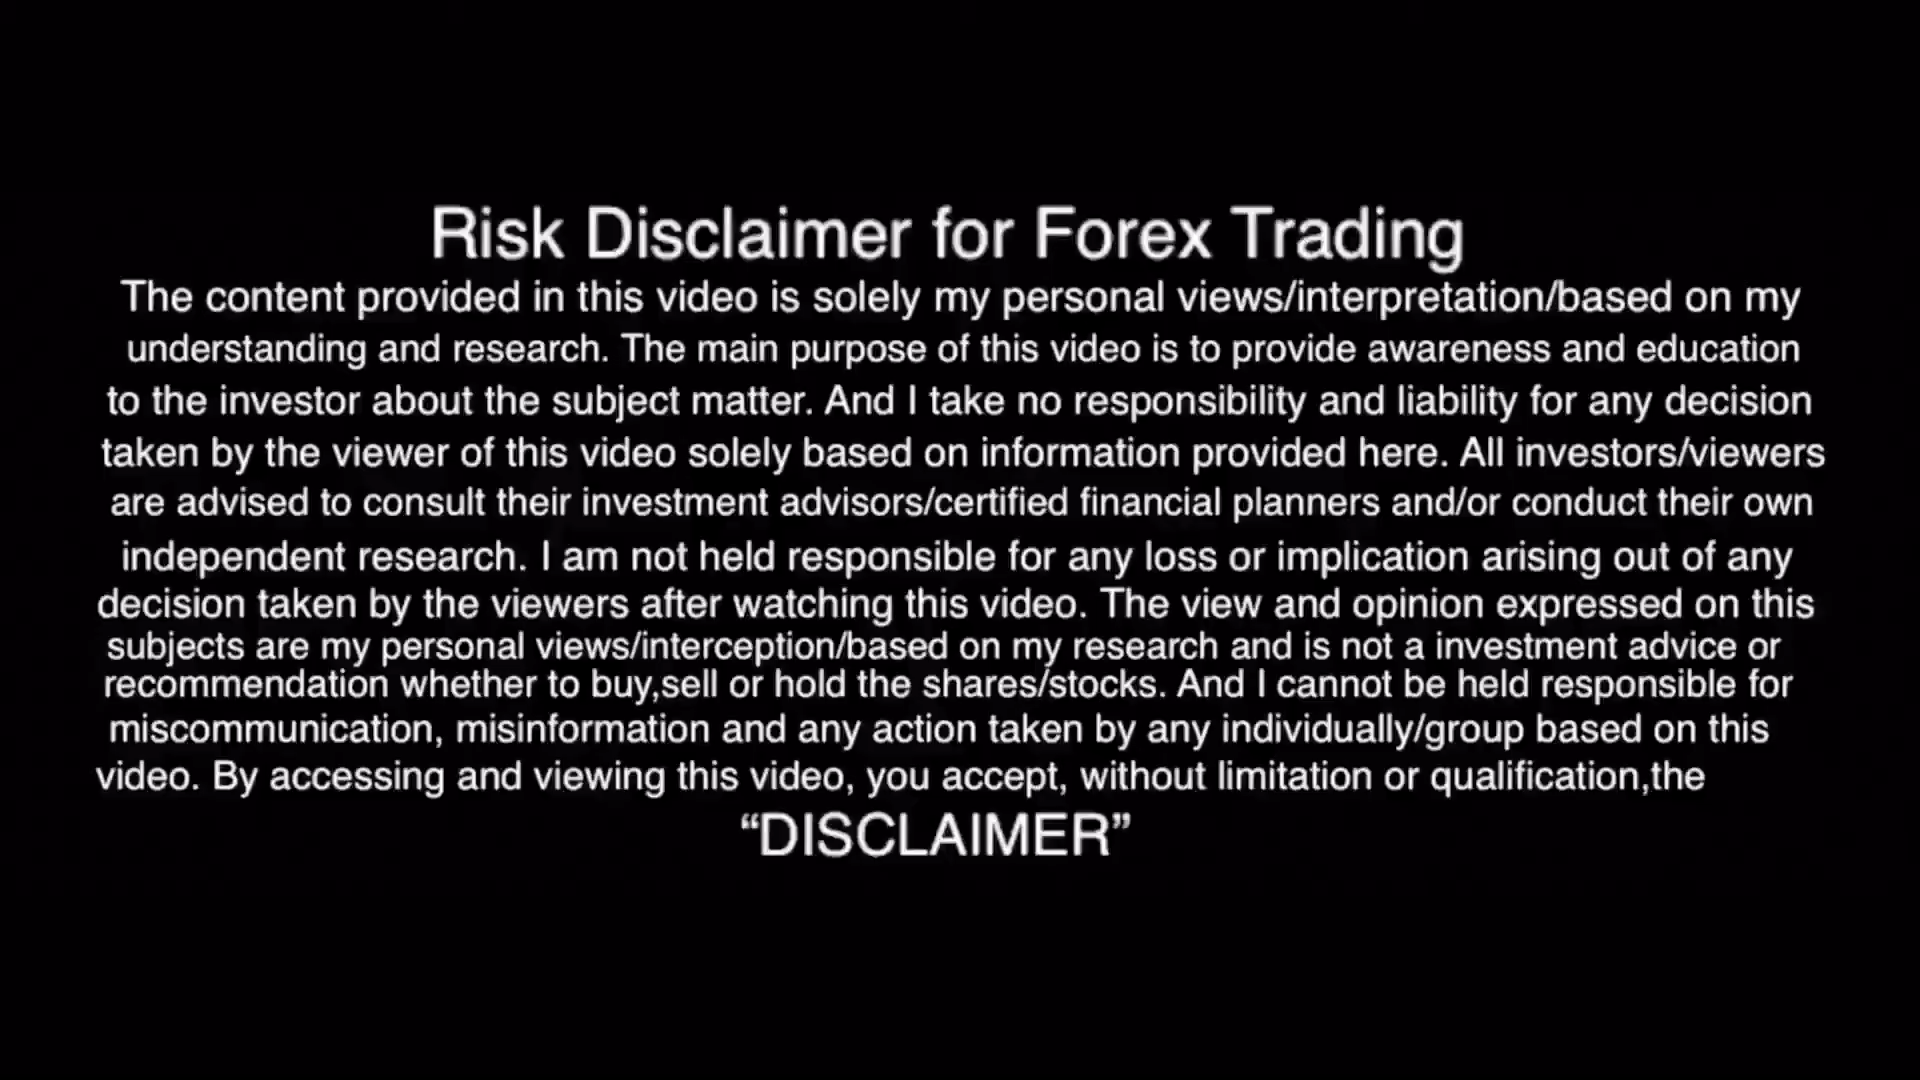 Risk Disclaimer for Forex Trading
The content provided in this video is solely my personal views/interpretation/based on my
understanding and research. The main purpose of this video is to provide awareness and education
to the investor about the subject matter. And I take no responsibility and liability for any decision
taken by the viewer of this video solely based on information provided here. All investors/viewers
are advised to consult their investment advisors/certified financial planners and/or conduct their own
independent research. I am not held responsible for any loss or implication arising out of any
decision taken by the viewers after watching this video. The view and opinion expressed on this
subjects are my personal views/interception/based on my research and is not a investment advice or
recommendation whether to buy,sell or hold the shares/stocks. And I cannot be held responsible for
miscommunication, misinformation and any action taken by any individually/group based on this
video. By accessing and viewing this video, you accept, without limitation or qualification,the
“DISCLAIMER”